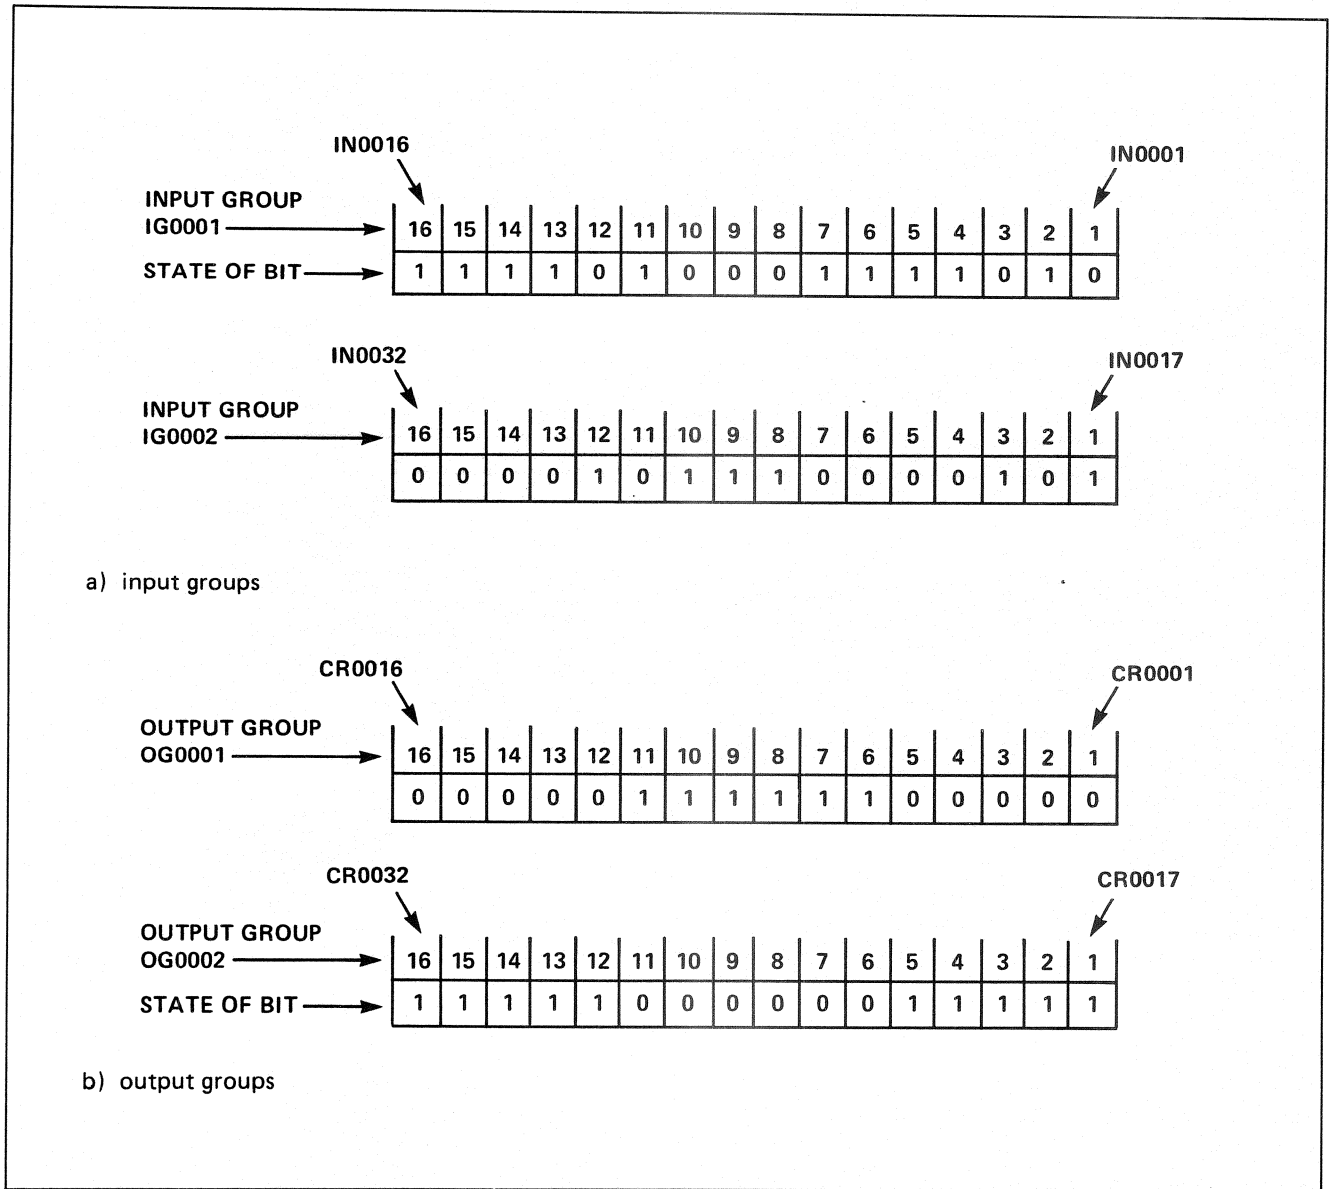 IN0016
IN0001
INPUT GROUP
IG0001
16 15 14 13 12 11 10 9 8 7 6 5 4 3 2 1
STATE OF BIT
1 1 1 1 0 1 0 0 0 1 1 1 1 0 1 0
IN0032
IN0017
INPUT GROUP
IG0002
16 15 14 13 12 11 10 9 8 7 6 5 4 3 2 1
0 0 0 0 1 0 1 1 1 0 0 0 0 1 0 1
a) input groups
CR0016
CR0001
OUTPUT GROUP
OG0001
16 15 14 13 12 11 10 9 8 7 6 5 4 3 2 1
0 0 0 0 0 1 1 1 1 1 1 0 0 0 0 0
CR0032
CR0017
OUTPUT GROUP
OG0002
16 15 14 13 12 11 10 9 8 7 6 5 4 3 2 1
STATE OF BIT
1 1 1 1 1 0 0 0 0 0 0 1 1 1 1 1
b) output groups